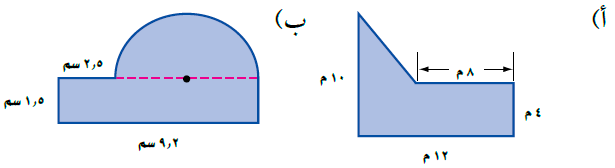 أ)
١٠ م
٨ م
٤ م
١٢ م
ب)
٢٫٥ سم
١٫٥ سم
٩٫٢ سم